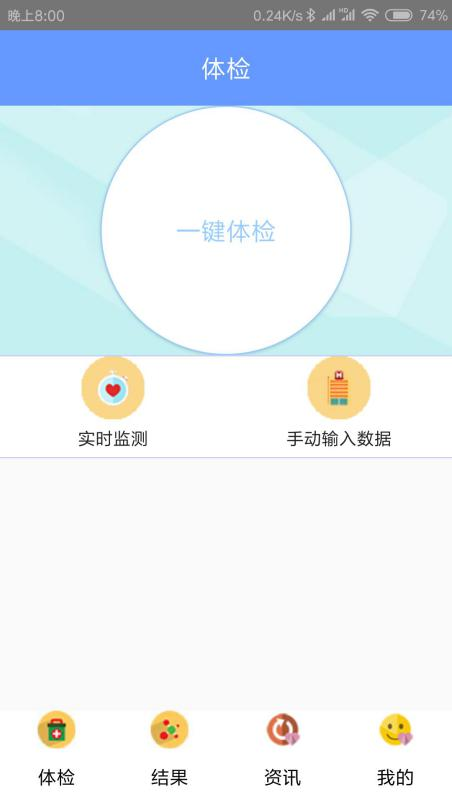 晚上8:00 0.24K/s HD 74%
体检
一键体检
实时监测 手动输入数据
体检 结果 资讯 我的